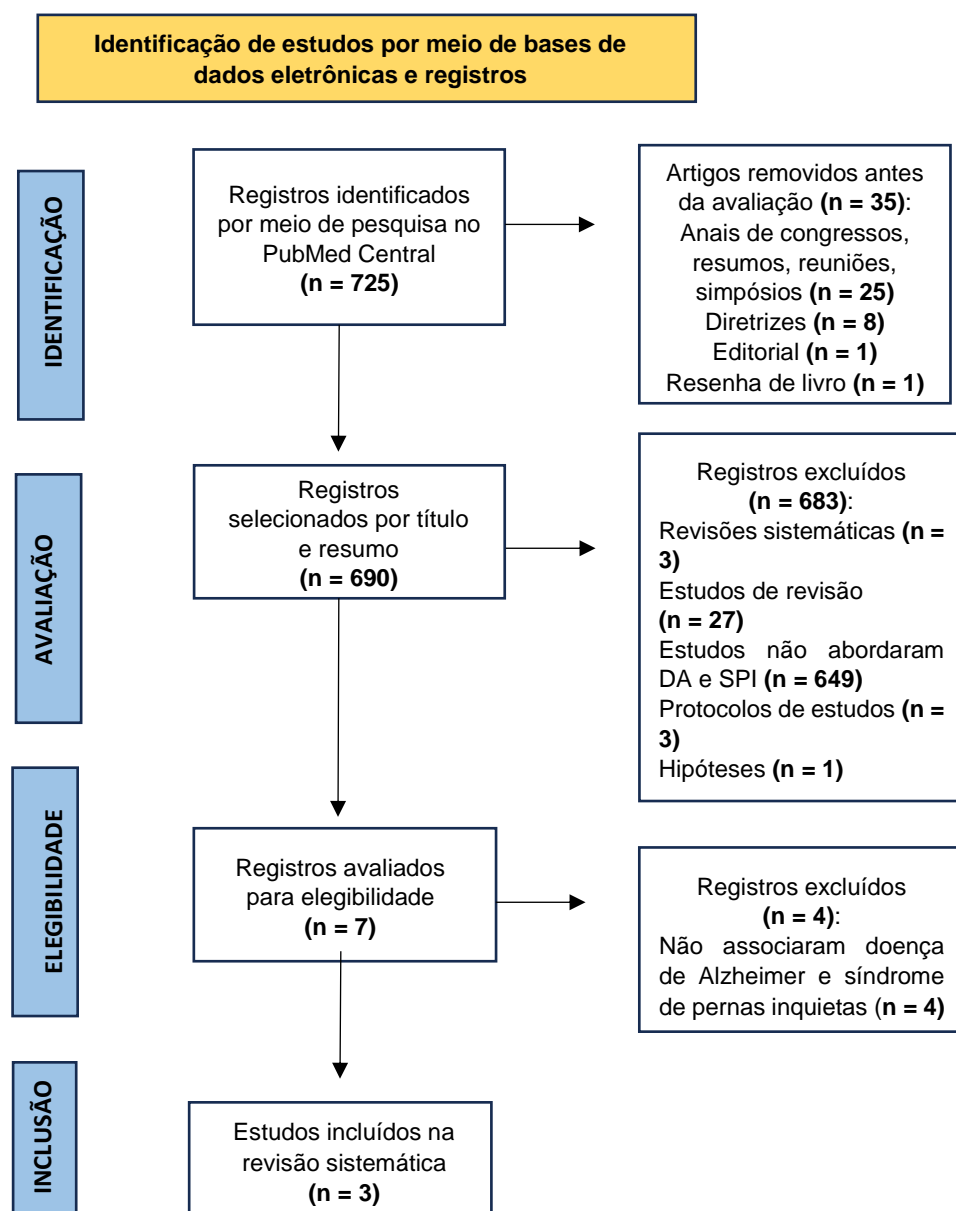 Identificação de estudos por meio de bases de
dados eletrônicas e registros
IDENTIFICAÇÃO
Registros identificados
por meio de pesquisa no
PubMed Central
(n = 725)
Artigos removidos antes
da avaliação (n = 35):
Anais de congressos,
resumos, reuniões,
simpósios (n = 25)
Diretrizes (n = 8)
Editorial (n = 1)
Resenha de livro (n = 1)
AVALIAÇÃO
Registros
selecionados por título
e resumo
(n = 690)
Registros excluídos
(n = 683):
Revisões sistemáticas (n =
3)
Estudos de revisão
(n = 27)
Estudos não abordaram
DA e SPI (n = 649)
Protocolos de estudos (n =
3)
Hipóteses (n = 1)
ELEGIBILIDADE
Registros avaliados
para elegibilidade
(n = 7)
Registros excluídos
(n = 4):
Não associaram doença
de Alzheimer e síndrome
de pernas inquietas (n = 4)
INCLUSÃO
Estudos incluídos na
revisão sistemática
(n = 3)